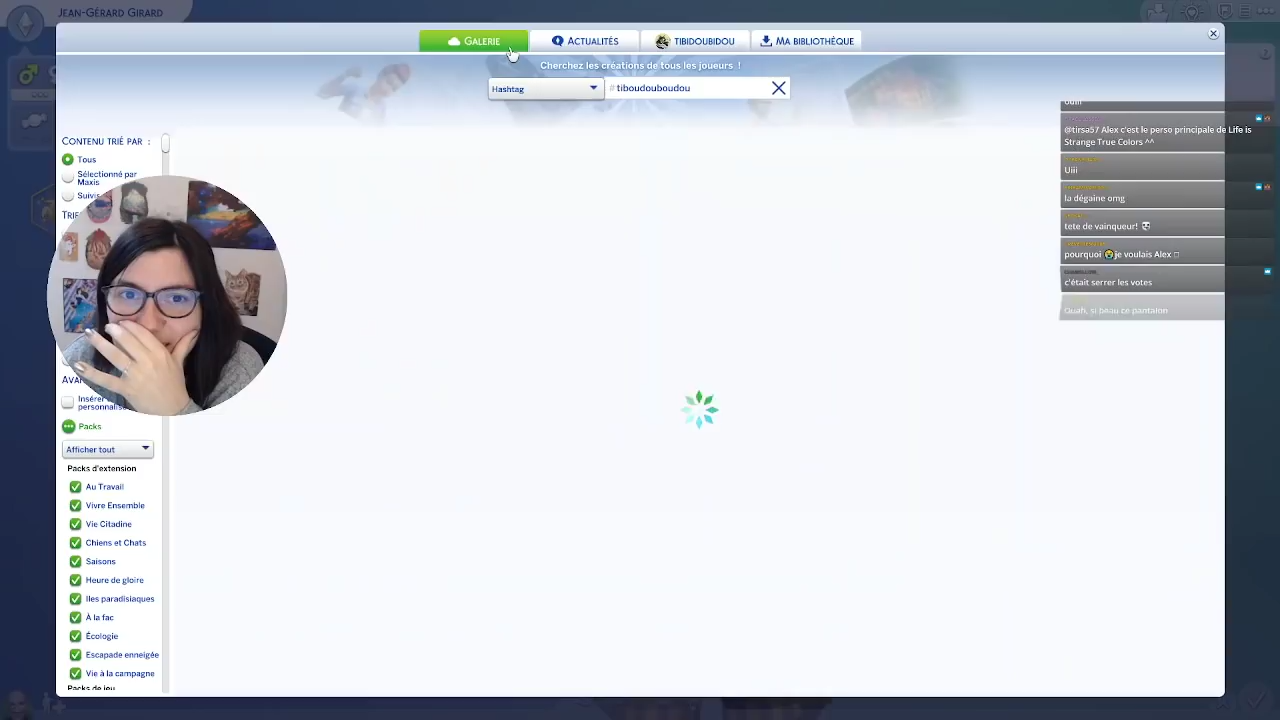 JEAN-GÉRARD GIRARD
GALERIE
ACTUALITÉS
TIBIDOUBIDOU
MA BIBLIOTHÈQUE
Cherchez les créations de tous les joueurs !
Hashtag
# tiboudouboudou
CONTENU TRIÉ PAR :
Tous
Sélectionné par
Maxis
Packs
Afficher tout
Packs d'extension
Au Travail
Vivre Ensemble
Vie Citadine
Chiens et Chats
Saisons
Heure de gloire
Iles paradisiaques
À la fac
Écologie
Escapade enneigée
Vie à la campagne
Packs de jeu
@tirsa57 Alex c'est le perso principale de Life is
Strange True Colors ^^
Uiii
la dégaine omg
tete de vainqueur!
pourquoi 😭 je voulais Alex
c'était serrer les votes
Ouah, si beau ce pantalon